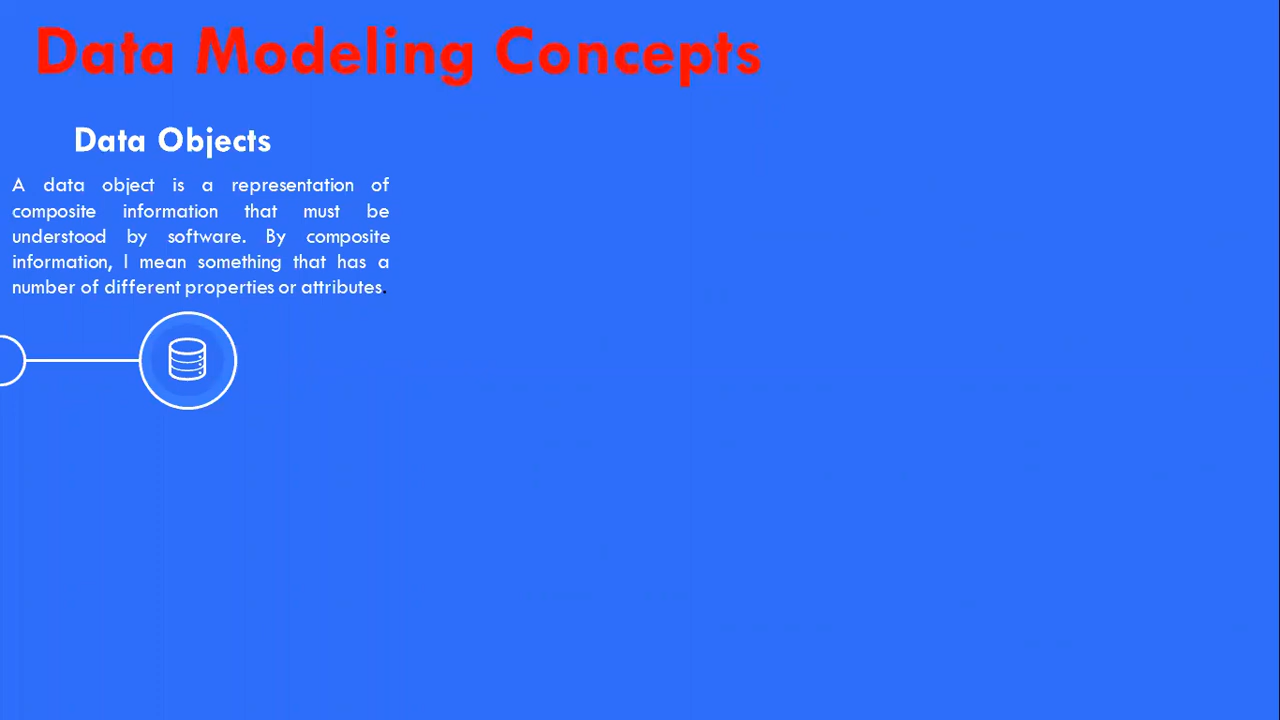 Data Modeling Concepts
Data Objects
A data object is a representation of
composite information that must be
understood by software. By composite
information, I mean something that has a
number of different properties or attributes.